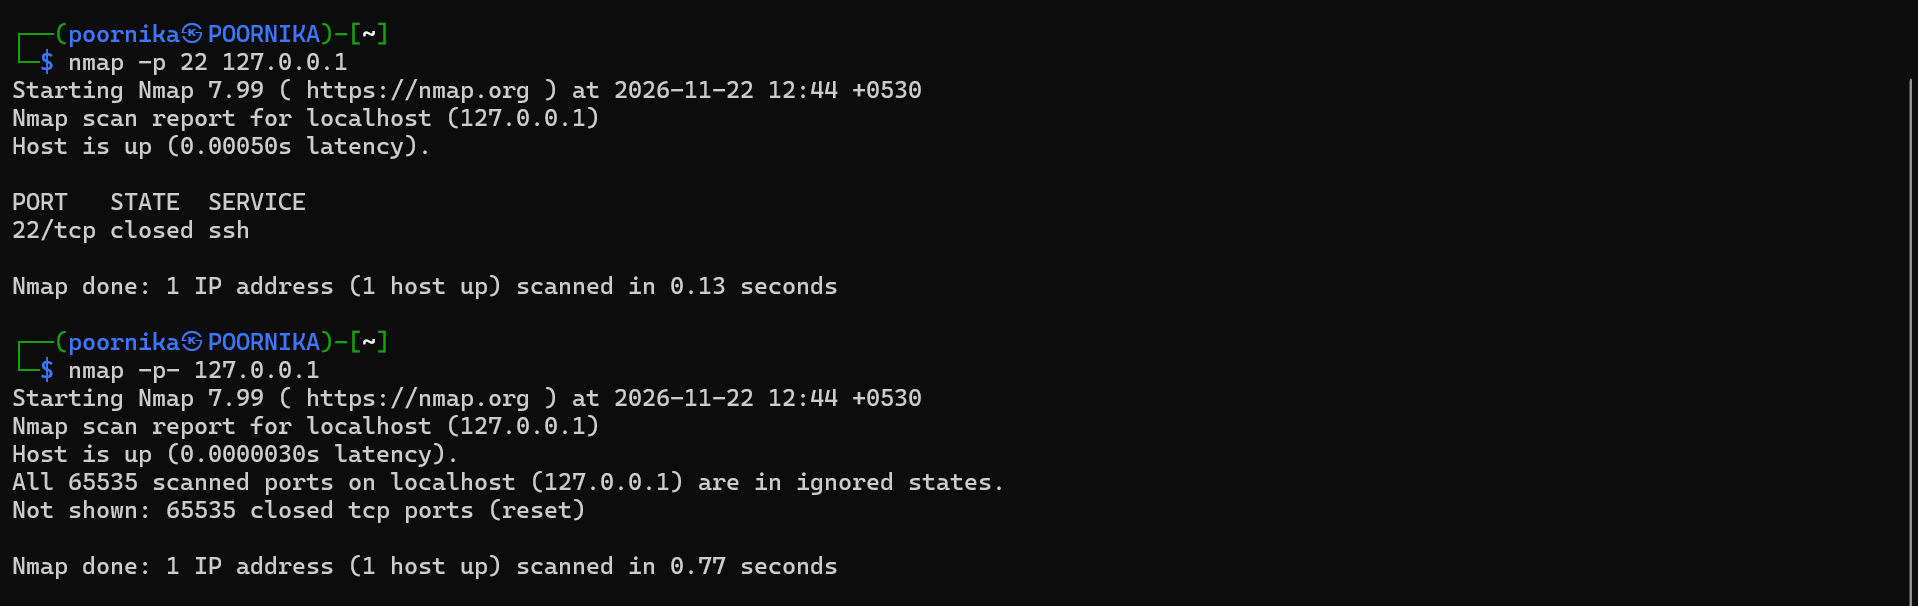 ┌──(poornika㉿POORNIKA)-[~]
└─$ nmap -p 22 127.0.0.1
Starting Nmap 7.99 ( https://nmap.org ) at 2026-11-22 12:44 +0530
Nmap scan report for localhost (127.0.0.1)
Host is up (0.00050s latency).
PORT   STATE  SERVICE
22/tcp closed ssh
Nmap done: 1 IP address (1 host up) scanned in 0.13 seconds
┌──(poornika㉿POORNIKA)-[~]
└─$ nmap -p- 127.0.0.1
Starting Nmap 7.99 ( https://nmap.org ) at 2026-11-22 12:44 +0530
Nmap scan report for localhost (127.0.0.1)
Host is up (0.0000030s latency).
All 65535 scanned ports on localhost (127.0.0.1) are in ignored states.
Not shown: 65535 closed tcp ports (reset)
Nmap done: 1 IP address (1 host up) scanned in 0.77 seconds